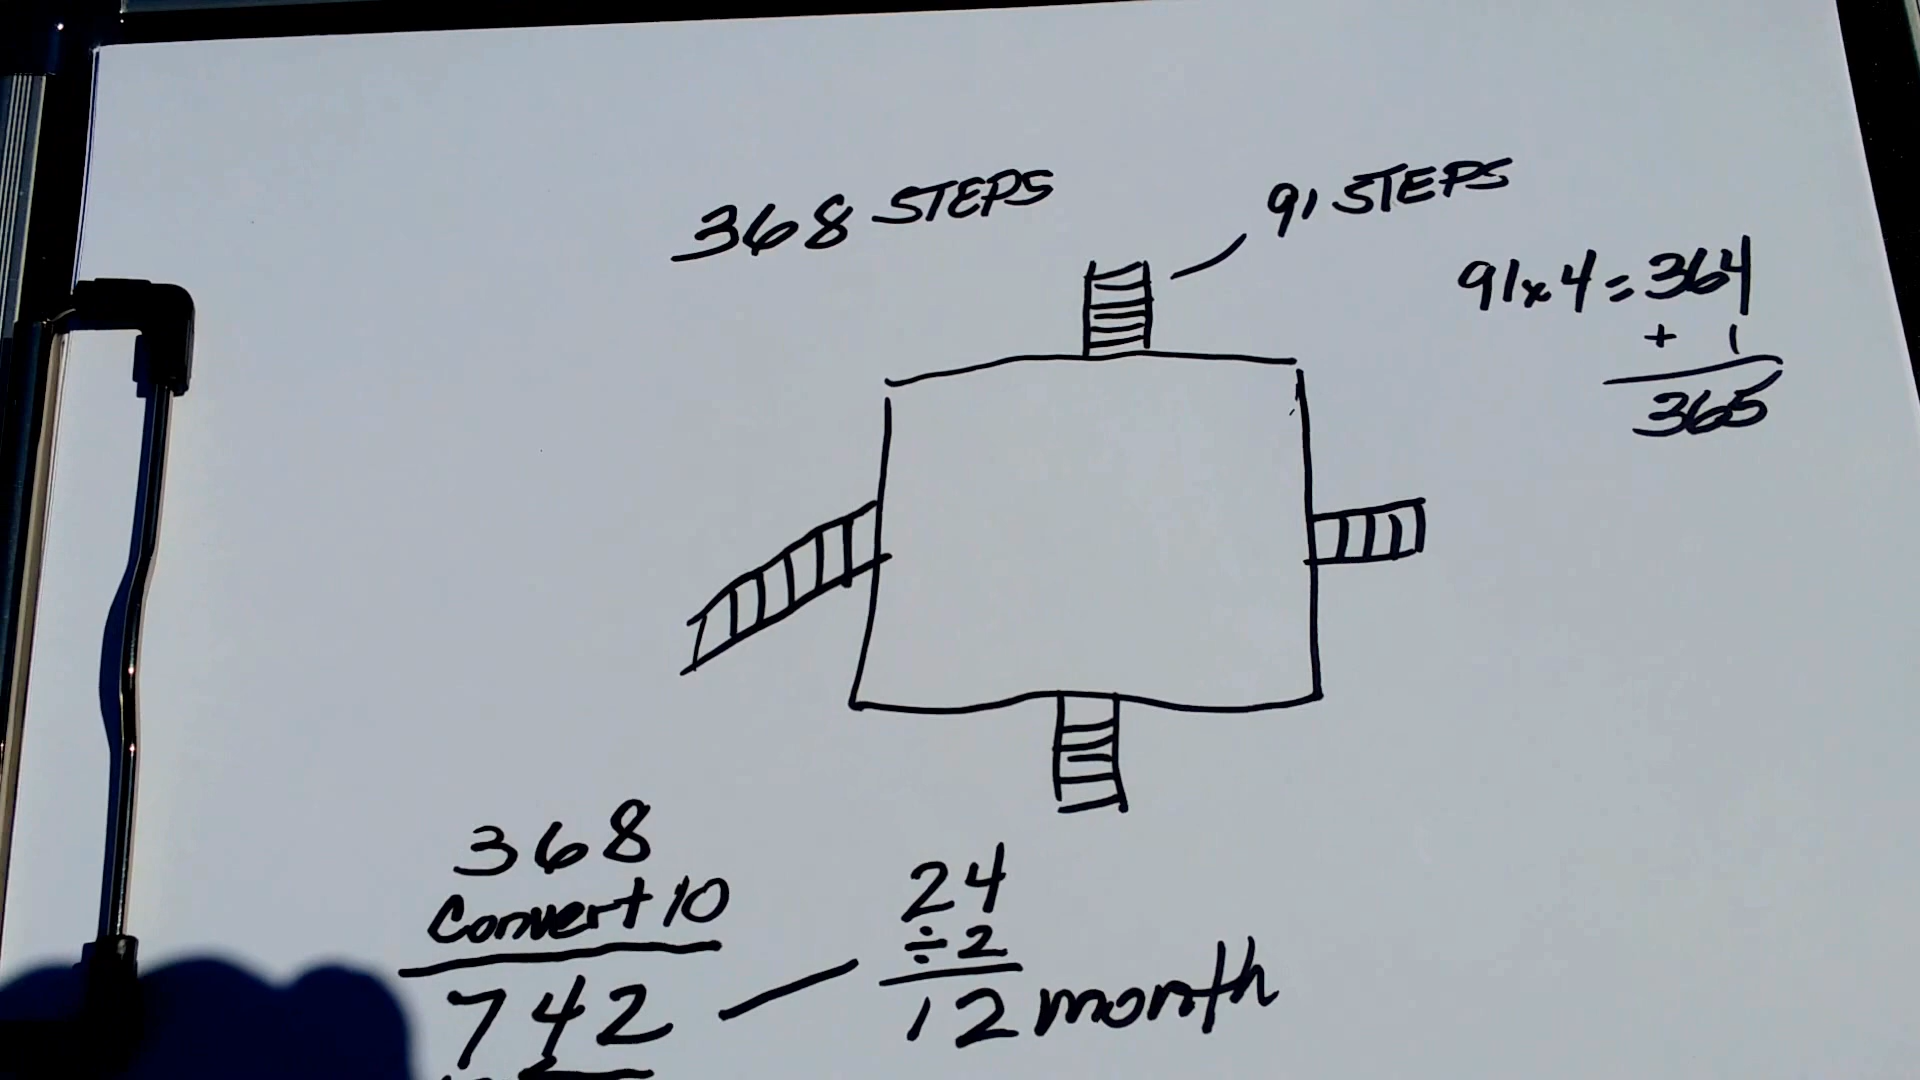 368 STEPS
91 STEPS
91x4=364
+ 1
365
368
Convert 10
742
24
÷2
12 month